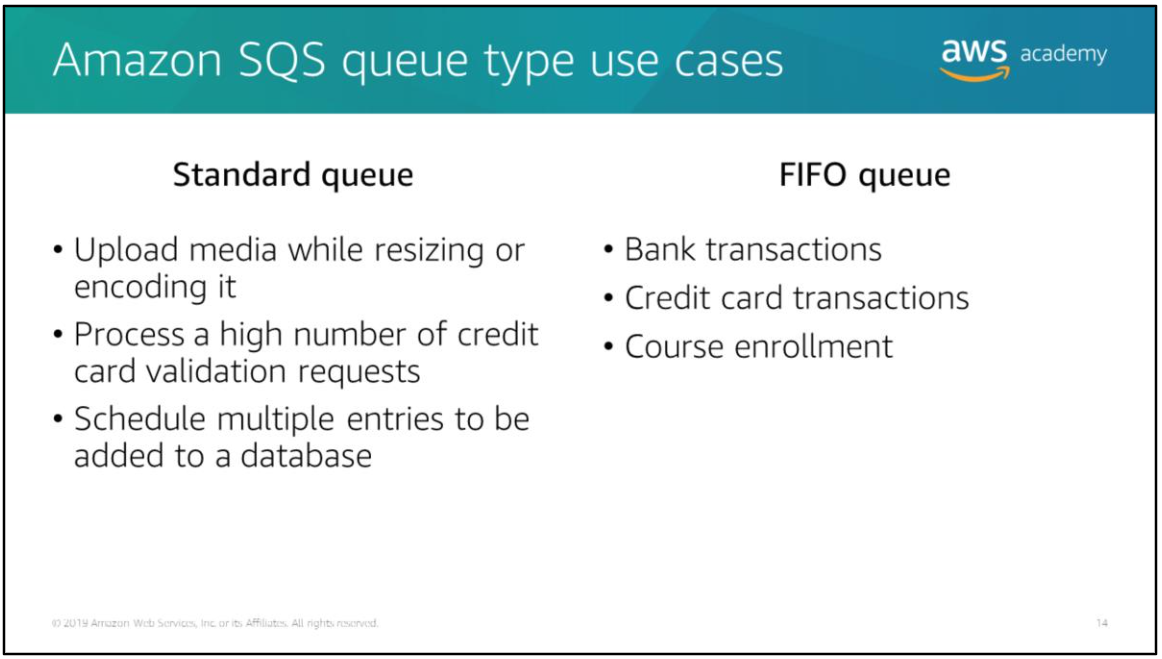 Amazon SQS queue type use cases
aws academy
Standard queue
• Upload media while resizing or
encoding it
• Process a high number of credit
card validation requests
• Schedule multiple entries to be
added to a database
FIFO queue
• Bank transactions
• Credit card transactions
• Course enrollment
© 2019 Amazon Web Services, Inc. or its Affiliates. All rights reserved.
14